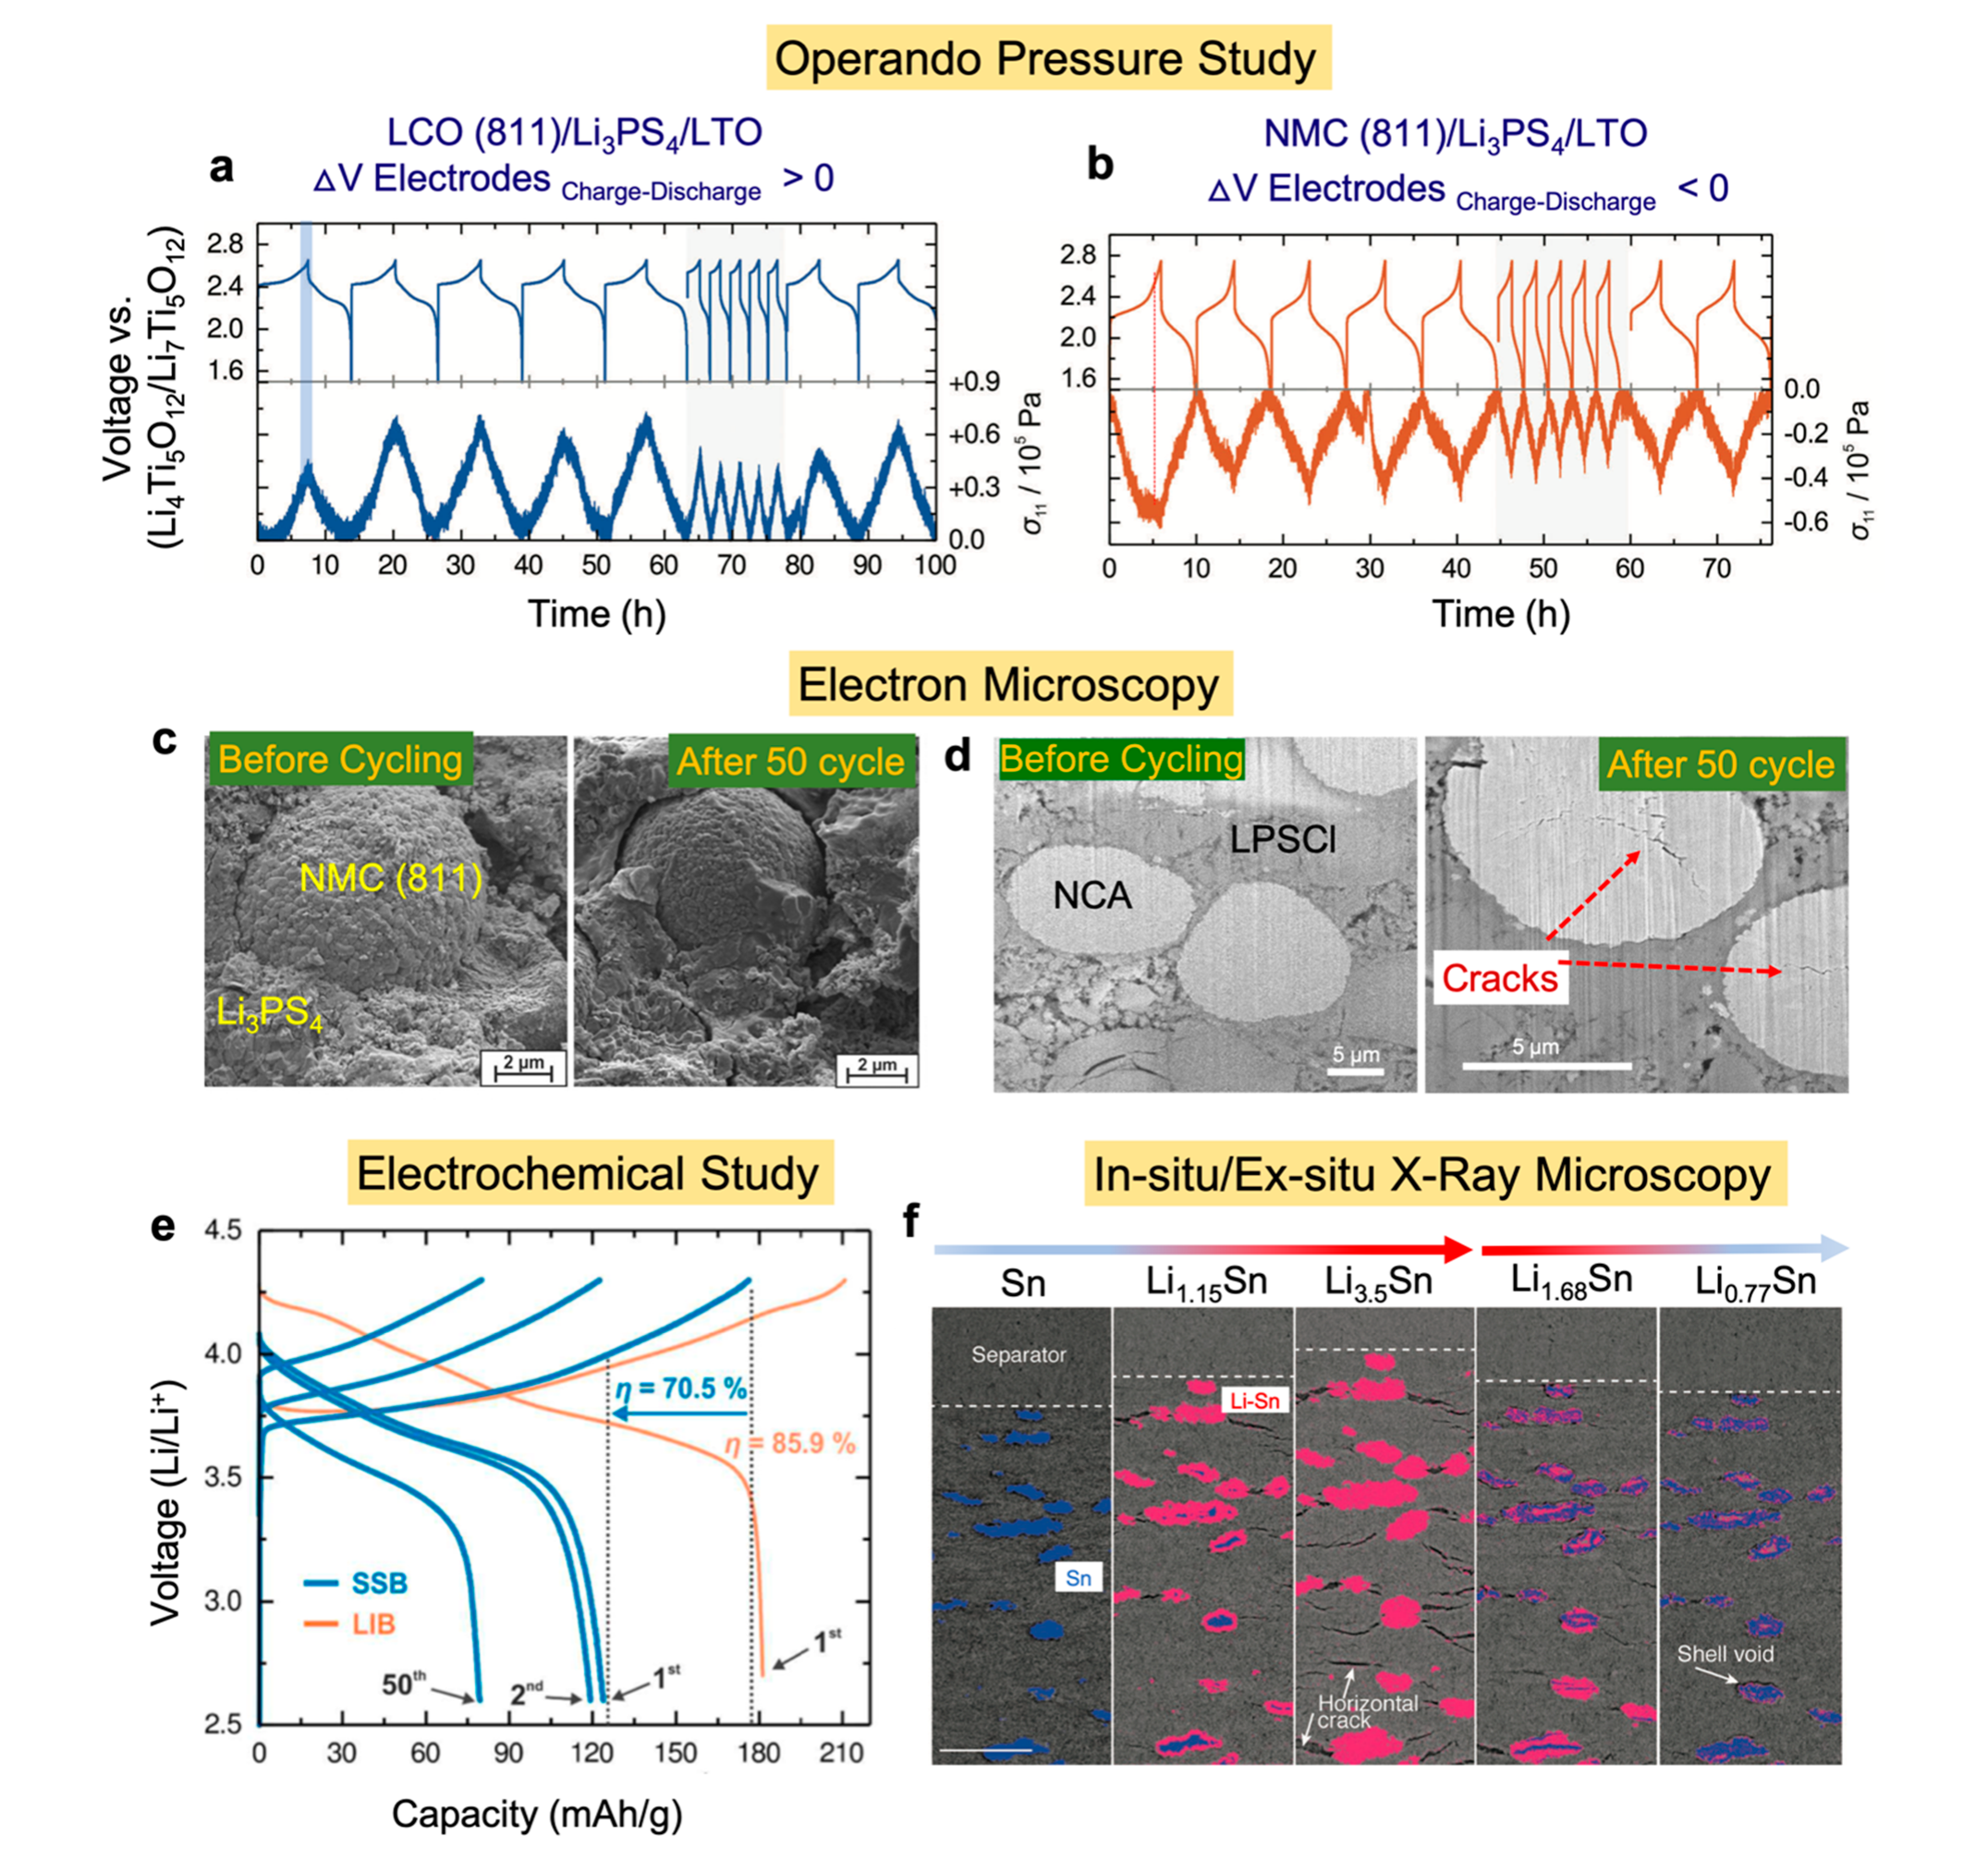 Operando Pressure Study
LCO (811)/Li₃PS₄/LTO
a
△V Electrodes Charge-Discharge > 0
NMC (811)/Li₃PS₄/LTO
b
△V Electrodes Charge-Discharge < 0
Voltage vs.
(Li₄Ti₅O₁₂/Li₇Ti₅O₁₂)
2.8
2.4
2.0
1.6
+0.9
+0.6
+0.3
0.0
σ₁₁ / 10⁵ Pa
0 10 20 30 40 50 60 70 80 90 100
Time (h)
2.8
2.4
2.0
1.6
0.0
-0.2
-0.4
-0.6
σ₁₁ / 10⁵ Pa
0 10 20 30 40 50 60 70
Time (h)
Electron Microscopy
c
Before Cycling
NMC (811)
Li₃PS₄
2 µm
After 50 cycle
2 µm
d
Before Cycling
LPSCl
NCA
5 µm
After 50 cycle
Cracks
5 µm
Electrochemical Study
e
Voltage (Li/Li⁺)
4.5
4.0
3.5
3.0
2.5
η = 70.5 %
η = 85.9 %
SSB
LIB
50th
2nd
1st
1st
0 30 60 90 120 150 180 210
Capacity (mAh/g)
In-situ/Ex-situ X-Ray Microscopy
f
Sn Li₁.₁₅Sn Li₃.₅Sn Li₁.₆₈Sn Li₀.₇₇Sn
Separator
Li-Sn
Sn
Horizontal
crack
Shell void